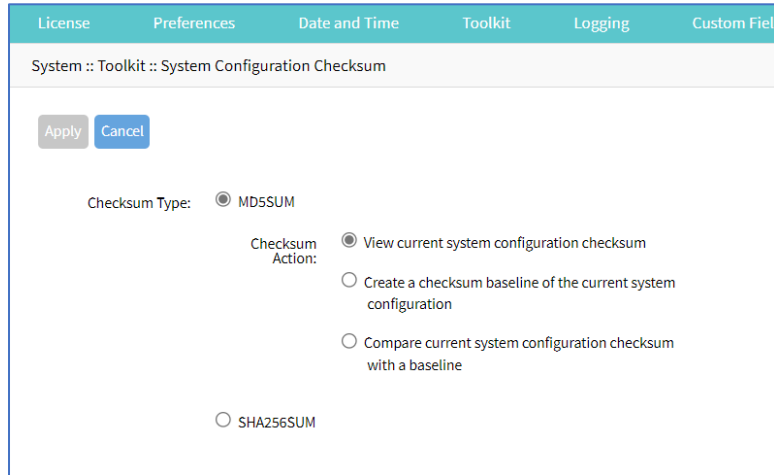 License Preferences Date and Time Toolkit Logging Custom Fiel
System :: Toolkit :: System Configuration Checksum
Apply Cancel
Checksum Type: MD5SUM
Checksum Action:
View current system configuration checksum
Create a checksum baseline of the current system
configuration
Compare current system configuration checksum
with a baseline
SHA256SUM